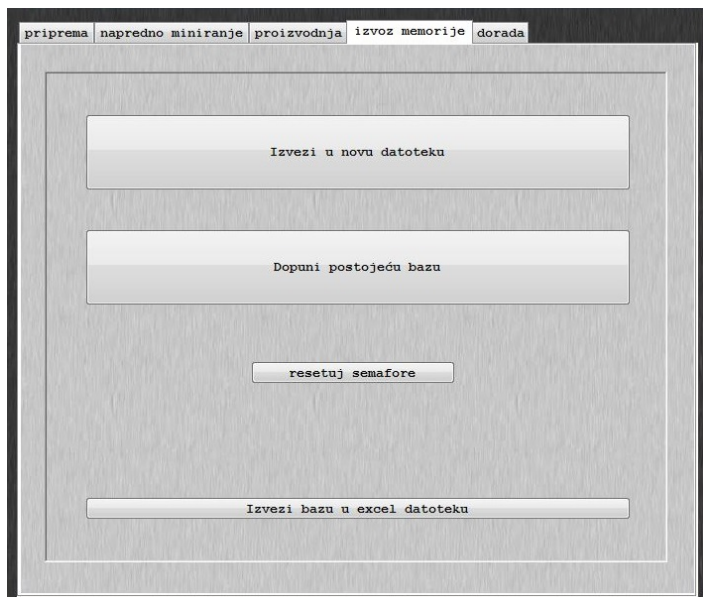 priprema napredno miniranje proizvodnja izvoz memorije dorada
Izvezi u novu datoteku
Dopuni postojeću bazu
resetuj semafore
Izvezi bazu u excel datoteku